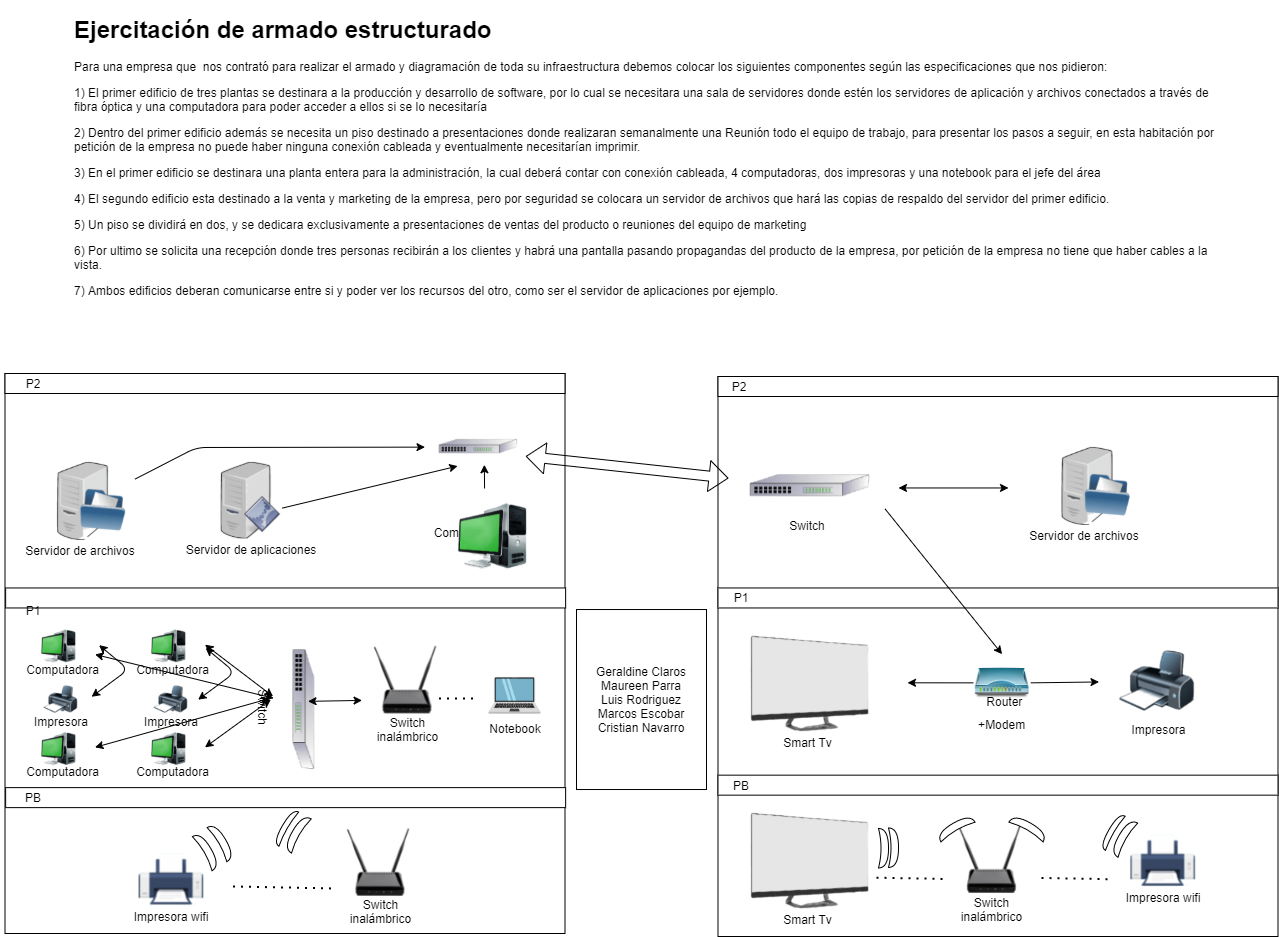 Ejercitación de armado estructurado
Para una empresa que  nos contrató para realizar el armado y diagramación de toda su infraestructura debemos colocar los siguientes componentes según las especificaciones que nos pidieron:
1) El primer edificio de tres plantas se destinara a la producción y desarrollo de software, por lo cual se necesitara una sala de servidores donde estén los servidores de aplicación y archivos conectados a través de
fibra óptica y una computadora para poder acceder a ellos si se lo necesitaría
2) Dentro del primer edificio además se necesita un piso destinado a presentaciones donde realizaran semanalmente una Reunión todo el equipo de trabajo, para presentar los pasos a seguir, en esta habitación por
petición de la empresa no puede haber ninguna conexión cableada y eventualmente necesitarían imprimir.
3) En el primer edificio se destinara una planta entera para la administración, la cual deberá contar con conexión cableada, 4 computadoras, dos impresoras y una notebook para el jefe del área
4) El segundo edificio esta destinado a la venta y marketing de la empresa, pero por seguridad se colocara un servidor de archivos que hará las copias de respaldo del servidor del primer edificio.
5) Un piso se dividirá en dos, y se dedicara exclusivamente a presentaciones de ventas del producto o reuniones del equipo de marketing
6) Por ultimo se solicita una recepción donde tres personas recibirán a los clientes y habrá una pantalla pasando propagandas del producto de la empresa, por petición de la empresa no tiene que haber cables a la
vista.
7) Ambos edificios deberan comunicarse entre si y poder ver los recursos del otro, como ser el servidor de aplicaciones por ejemplo.
P2
Servidor de archivos
Servidor de aplicaciones
Com
P1
Computadora
Computadora
Impresora
Impresora
Computadora
Computadora
Switch
Switch
inalámbrico
Notebook
PB
Impresora wifi
Switch
inalámbrico
Geraldine Claros
Maureen Parra
Luis Rodriguez
Marcos Escobar
Cristian Navarro
P2
Switch
Servidor de archivos
P1
Smart Tv
Router
+Modem
Impresora
PB
Smart Tv
Switch
inalámbrico
Impresora wifi